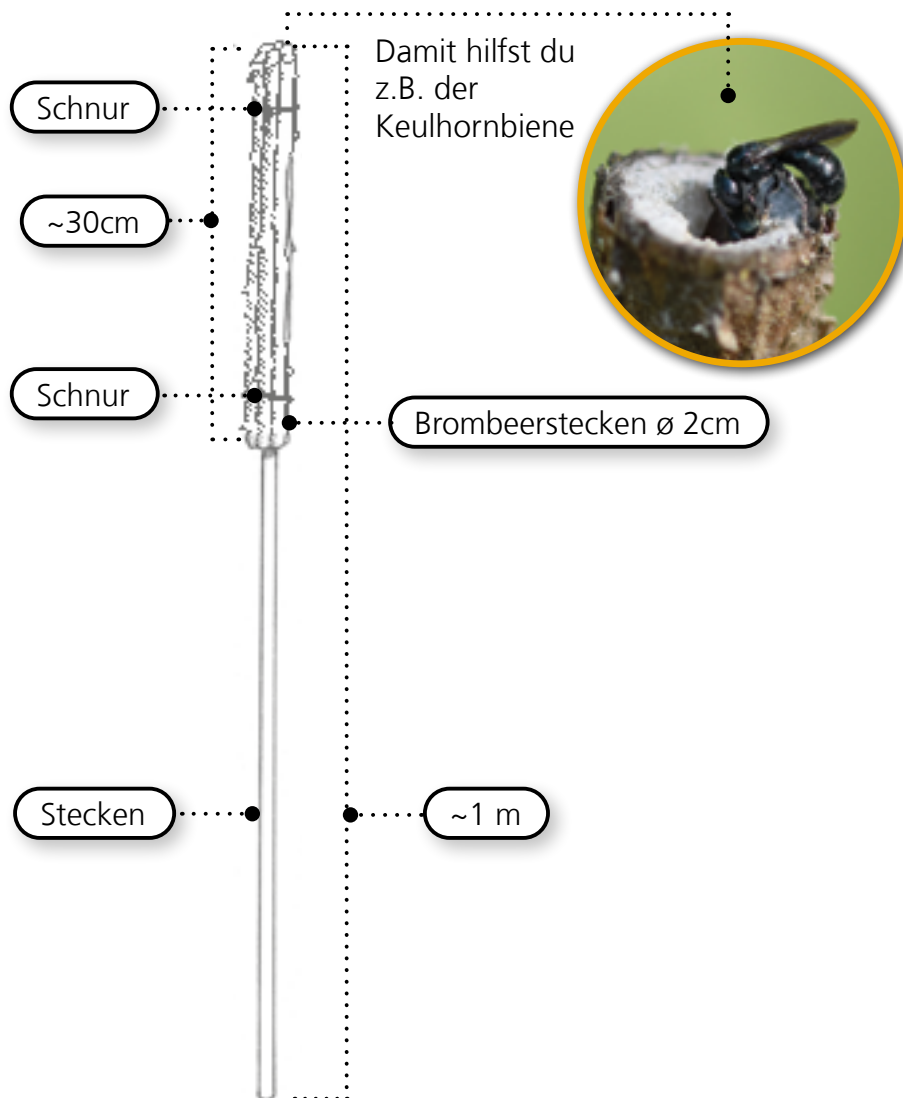 Damit hilfst du
z.B. der
Keulhornbiene
Schnur
~30cm
Schnur
Brombeerstecken ø 2cm
Stecken
~1 m